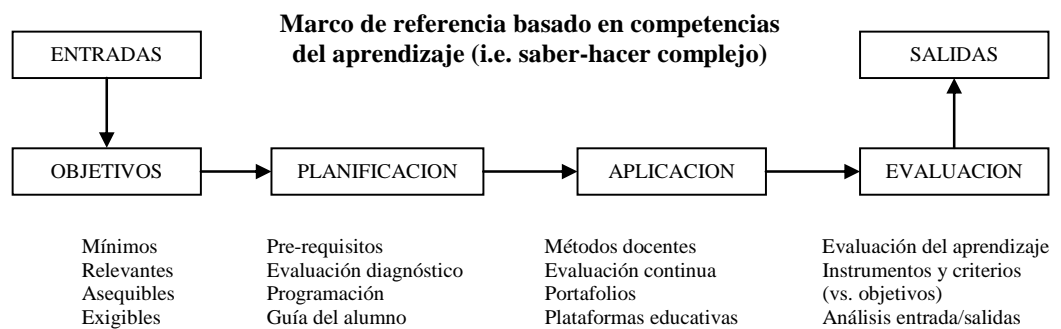 Marco de referencia basado en competencias
del aprendizaje (i.e. saber-hacer complejo)
ENTRADAS
SALIDAS
OBJETIVOS
PLANIFICACION
APLICACION
EVALUACION
Mínimos
Relevantes
Asequibles
Exigibles
Pre-requisitos
Evaluación diagnóstico
Programación
Guía del alumno
Métodos docentes
Evaluación continua
Portafolios
Plataformas educativas
Evaluación del aprendizaje
Instrumentos y criterios
(vs. objetivos)
Análisis entrada/salidas